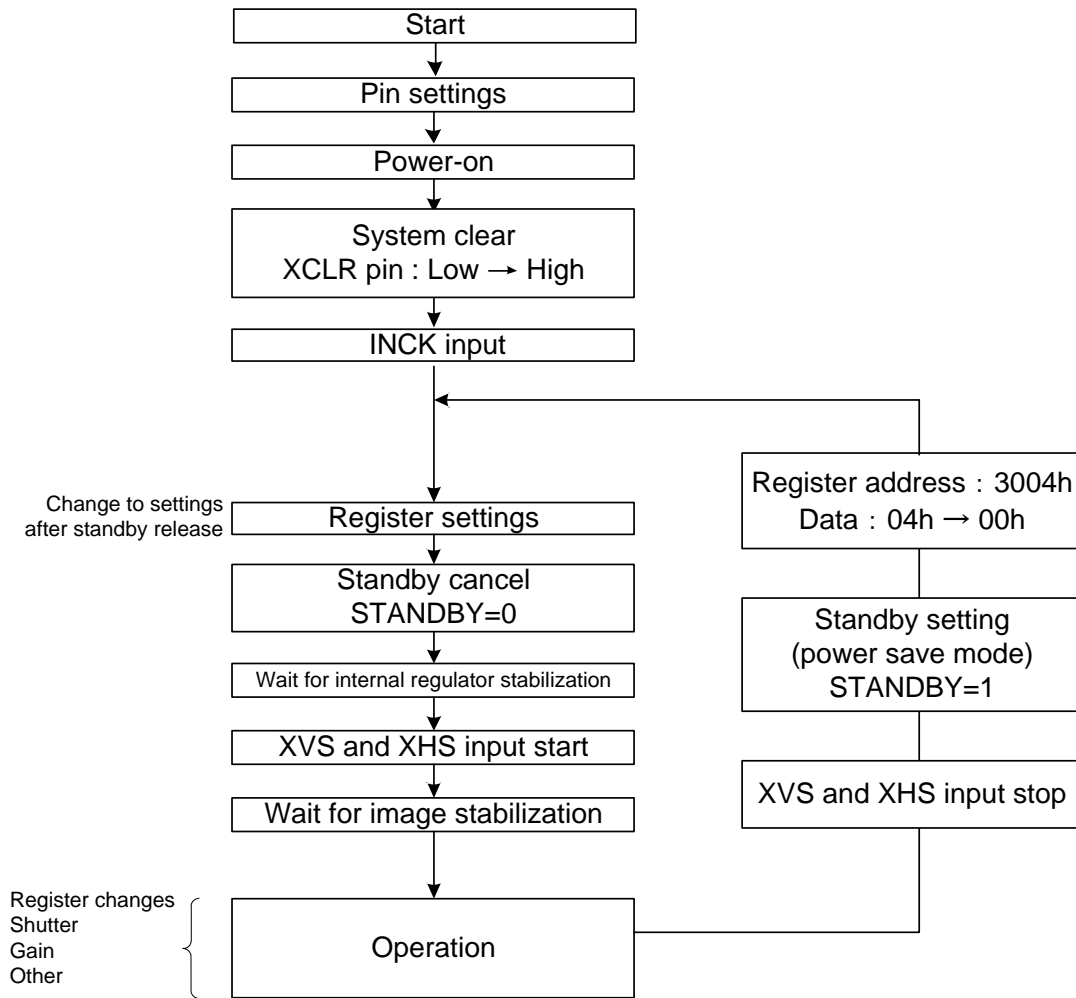 Start
Pin settings
Power-on
System clear
XCLR pin : Low → High
INCK input
Change to settings
after standby release
Register settings
Standby cancel
STANDBY=0
Wait for internal regulator stabilization
XVS and XHS input start
Wait for image stabilization
Register changes
Shutter
Gain
Other
Operation
Register address : 3004h
Data : 04h → 00h
Standby setting
(power save mode)
STANDBY=1
XVS and XHS input stop